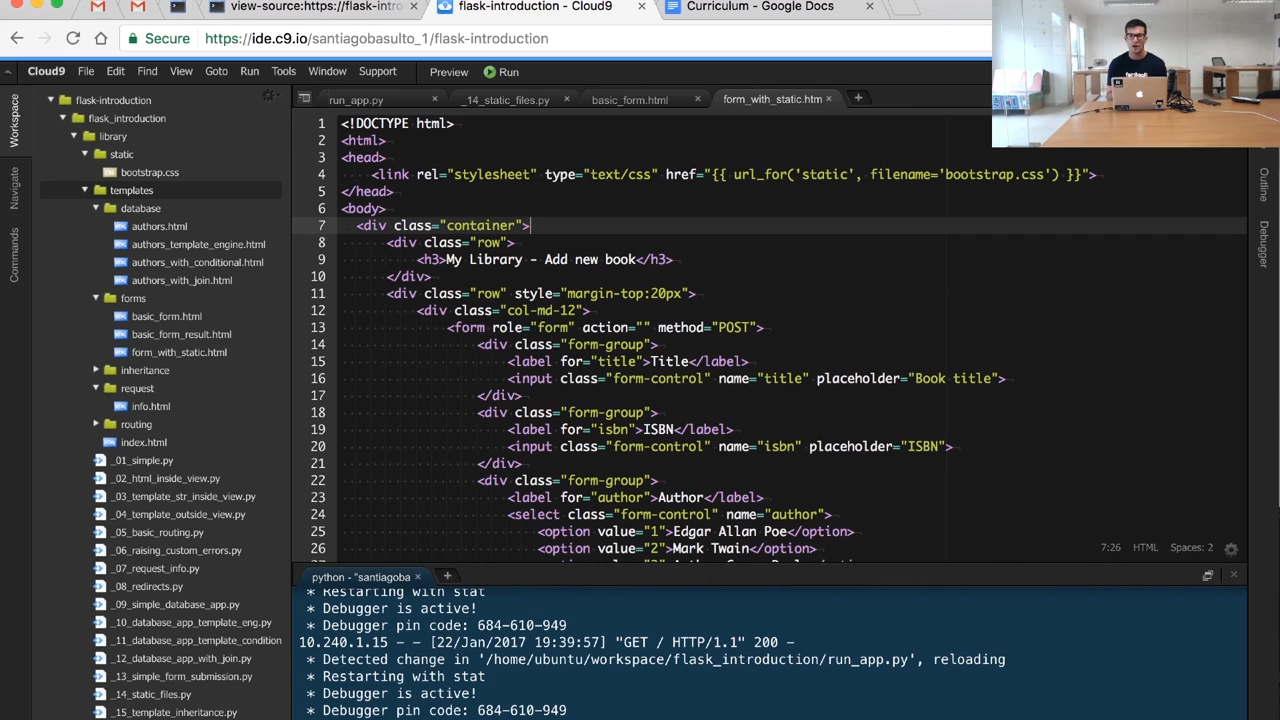 view-source:https://flask-intro
flask-introduction - Cloud9
Curriculum - Google Docs
Secure
https://ide.c9.io/santiagobasulto_1/flask-introduction
Cloud9 File Edit Find View Goto Run Tools Window Support Preview Run
Workspace
Navigate
Commands
Outline
Debugger
flask-introduction
flask_introduction
library
static
bootstrap.css
templates
database
authors.html
authors_template_engine.html
authors_with_conditional.html
authors_with_join.html
forms
basic_form.html
basic_form_result.html
form_with_static.html
inheritance
request
info.html
routing
index.html
_01_simple.py
_02_html_inside_view.py
_03_template_str_inside_view.py
_04_template_outside_view.py
_05_basic_routing.py
_06_raising_custom_errors.py
_07_request_info.py
_08_redirects.py
_09_simple_database_app.py
_10_database_app_template_eng.py
_11_database_app_template_condition
_12_database_app_with_join.py
_13_simple_form_submission.py
_14_static_files.py
_15_template_inheritance.py
run_app.py
_14_static_files.py
basic_form.html
form_with_static.htm
1 <!DOCTYPE html>
2 <html>
3 <head>
4 <link rel="stylesheet" type="text/css" href="{{ url_for('static', filename='bootstrap.css') }}">
5 </head>
6 <body>
7 <div class="container">
8 <div class="row">
9 <h3>My Library - Add new book</h3>
10 </div>
11 <div class="row" style="margin-top:20px">
12 <div class="col-md-12">
13 <form role="form" action="" method="POST">
14 <div class="form-group">
15 <label for="title">Title</label>
16 <input class="form-control" name="title" placeholder="Book title">
17 </div>
18 <div class="form-group">
19 <label for="isbn">ISBN</label>
20 <input class="form-control" name="isbn" placeholder="ISBN">
21 </div>
22 <div class="form-group">
23 <label for="author">Author</label>
24 <select class="form-control" name="author">
25 <option value="1">Edgar Allan Poe</option>
26 <option value="2">Mark Twain</option>
7:26 HTML Spaces: 2
python - "santiagoba
* Restarting with stat
* Debugger is active!
* Debugger pin code: 684-610-949
10.240.1.15 - - [22/Jan/2017 19:39:57] "GET / HTTP/1.1" 200 -
* Detected change in '/home/ubuntu/workspace/flask_introduction/run_app.py', reloading
* Restarting with stat
* Debugger is active!
* Debugger pin code: 684-610-949